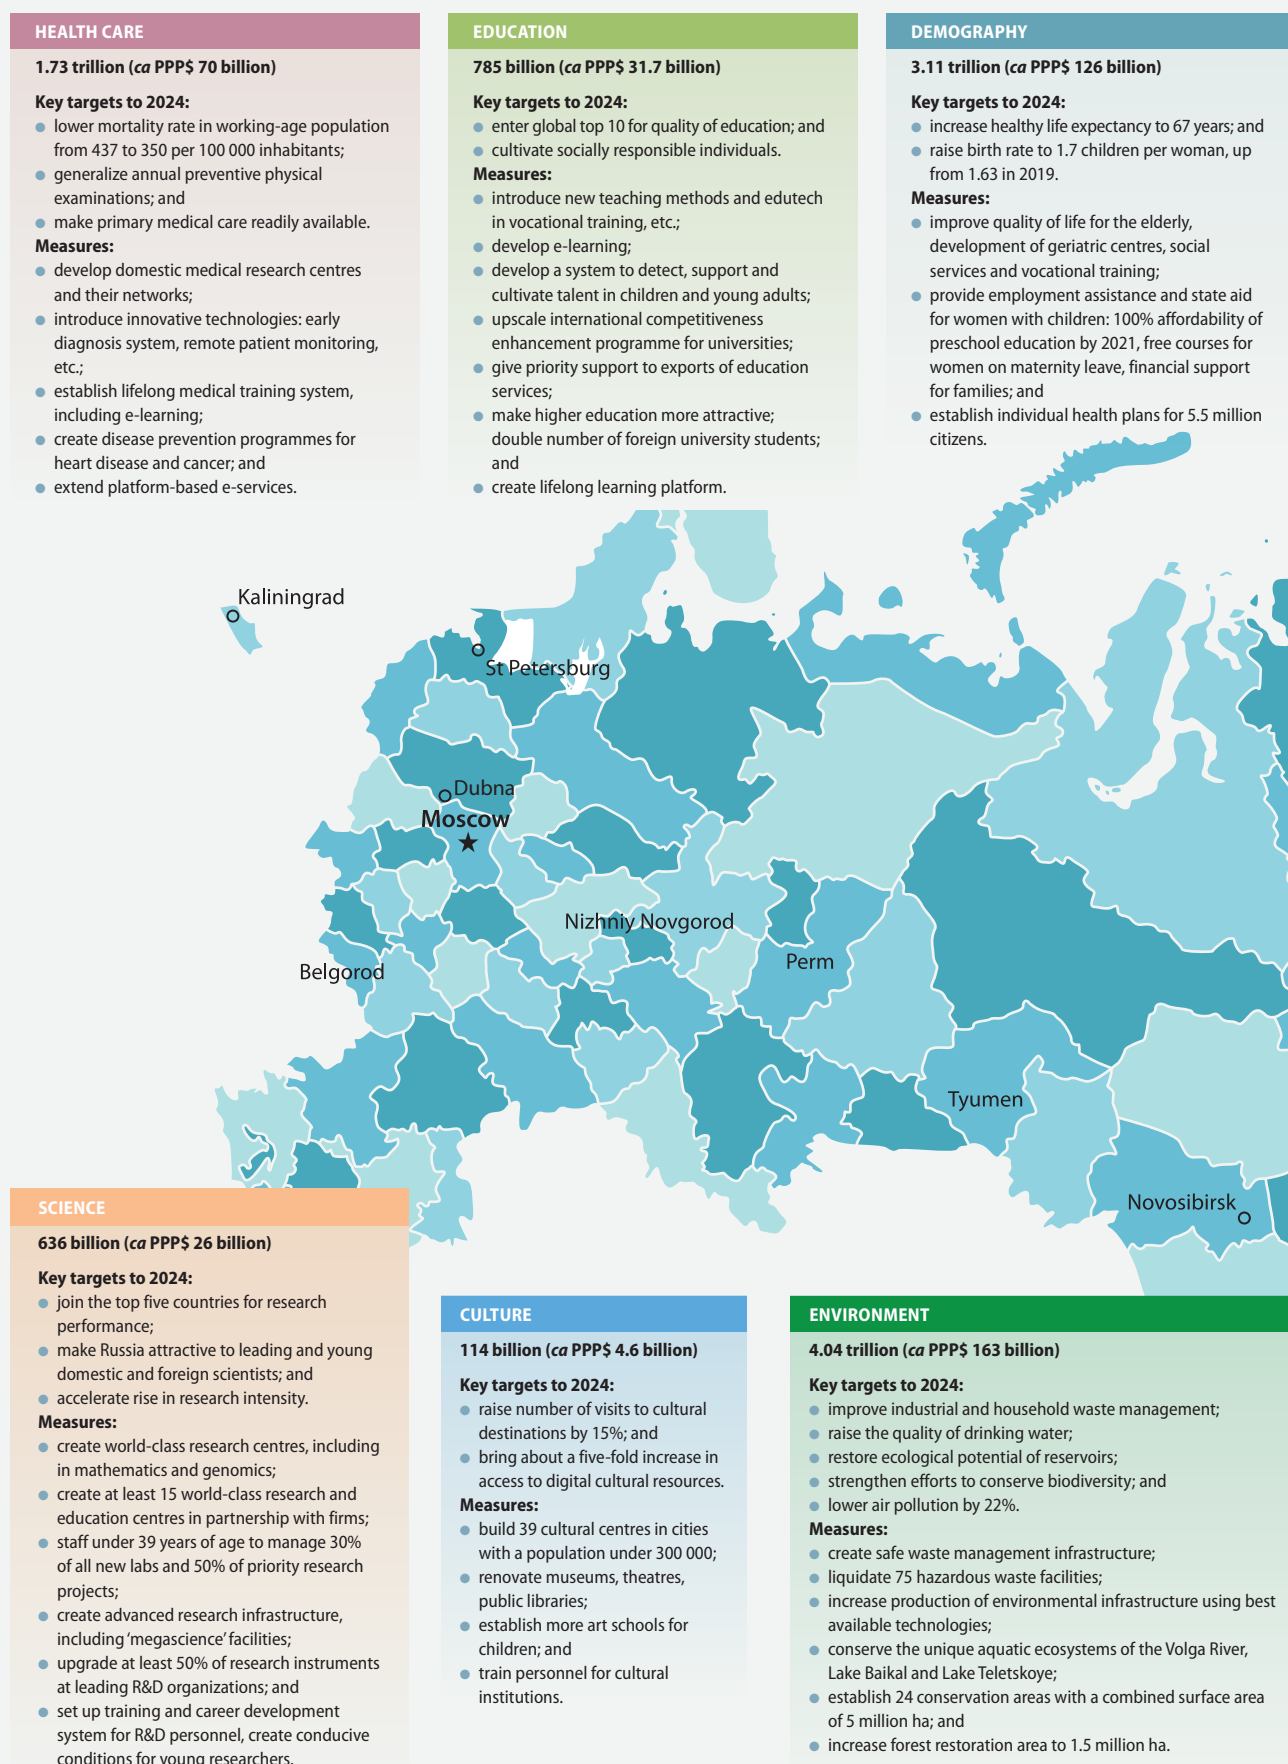 HEALTH CARE
1.73 trillion (ca PPP$ 70 billion)
Key targets to 2024:
● lower mortality rate in working-age population
from 437 to 350 per 100 000 inhabitants;
● generalize annual preventive physical
examinations; and
● make primary medical care readily available.
Measures:
● develop domestic medical research centres
and their networks;
● introduce innovative technologies: early
diagnosis system, remote patient monitoring,
etc.;
● establish lifelong medical training system,
including e-learning;
● create disease prevention programmes for
heart disease and cancer; and
● extend platform-based e-services.
EDUCATION
785 billion (ca PPP$ 31.7 billion)
Key targets to 2024:
● enter global top 10 for quality of education; and
● cultivate socially responsible individuals.
Measures:
● introduce new teaching methods and edutech
in vocational training, etc.;
● develop e-learning;
● develop a system to detect, support and
cultivate talent in children and young adults;
● upscale international competitiveness
enhancement programme for universities;
● give priority support to exports of education
services;
● make higher education more attractive;
double number of foreign university students;
and
● create lifelong learning platform.
DEMOGRAPHY
3.11 trillion (ca PPP$ 126 billion)
Key targets to 2024:
● increase healthy life expectancy to 67 years; and
● raise birth rate to 1.7 children per woman, up
from 1.63 in 2019.
Measures:
● improve quality of life for the elderly,
development of geriatric centres, social
services and vocational training;
● provide employment assistance and state aid
for women with children: 100% affordability of
preschool education by 2021, free courses for
women on maternity leave, financial support
for families; and
● establish individual health plans for 5.5 million
citizens.
Kaliningrad
St Petersburg
Dubna
Moscow
Nizhniy Novgorod
Belgorod
Perm
Tyumen
Novosibirsk
SCIENCE
636 billion (ca PPP$ 26 billion)
Key targets to 2024:
● join the top five countries for research
performance;
● make Russia attractive to leading and young
domestic and foreign scientists; and
● accelerate rise in research intensity.
Measures:
● create world-class research centres, including
in mathematics and genomics;
● create at least 15 world-class research and
education centres in partnership with firms;
● staff under 39 years of age to manage 30%
of all new labs and 50% of priority research
projects;
● create advanced research infrastructure,
including ‘megascience’ facilities;
● upgrade at least 50% of research instruments
at leading R&D organizations; and
● set up training and career development
system for R&D personnel, create conducive
conditions for young researchers.
CULTURE
114 billion (ca PPP$ 4.6 billion)
Key targets to 2024:
● raise number of visits to cultural
destinations by 15%; and
● bring about a five-fold increase in
access to digital cultural resources.
Measures:
● build 39 cultural centres in cities
with a population under 300 000;
● renovate museums, theatres,
public libraries;
● establish more art schools for
children; and
● train personnel for cultural
institutions.
ENVIRONMENT
4.04 trillion (ca PPP$ 163 billion)
Key targets to 2024:
● improve industrial and household waste management;
● raise the quality of drinking water;
● restore ecological potential of reservoirs;
● strengthen efforts to conserve biodiversity; and
● lower air pollution by 22%.
Measures:
● create safe waste management infrastructure;
● liquidate 75 hazardous waste facilities;
● increase production of environmental infrastructure using best
available technologies;
● conserve the unique aquatic ecosystems of the Volga River,
Lake Baikal and Lake Teletskoye;
● establish 24 conservation areas with a combined surface area
of 5 million ha; and
● increase forest restoration area to 1.5 million ha.